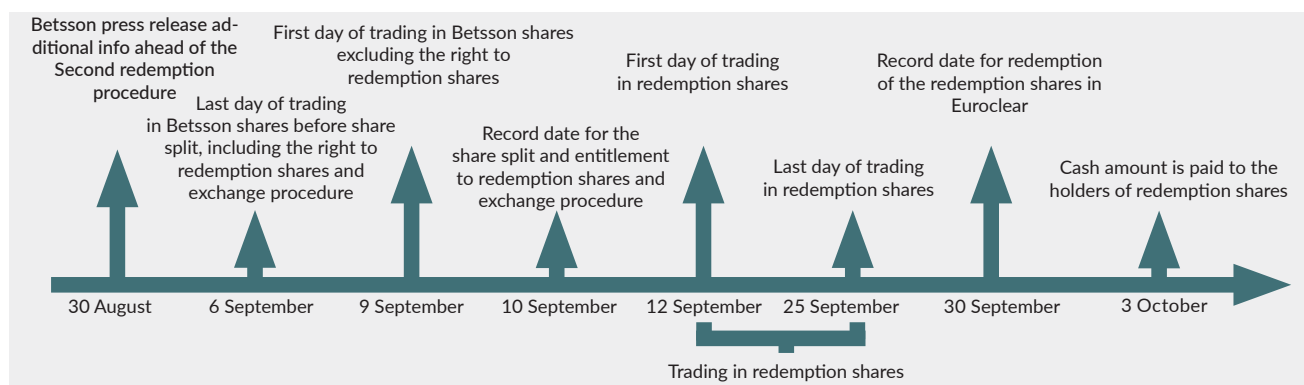 Betsson press release ad-
ditional info ahead of the
Second redemption
procedure
Last day of trading
in Betsson shares before share
split, including the right to
redemption shares and
exchange procedure
First day of trading in Betsson shares
excluding the right to
redemption shares
Record date for the
share split and entitlement
to redemption shares and
exchange procedure
First day of trading
in redemption shares
Last day of trading
in redemption shares
Record date for redemption
of the redemption shares in
Euroclear
Cash amount is paid to the
holders of redemption shares
30 August
6 September
9 September
10 September
12 September
25 September
30 September
3 October
Trading in redemption shares